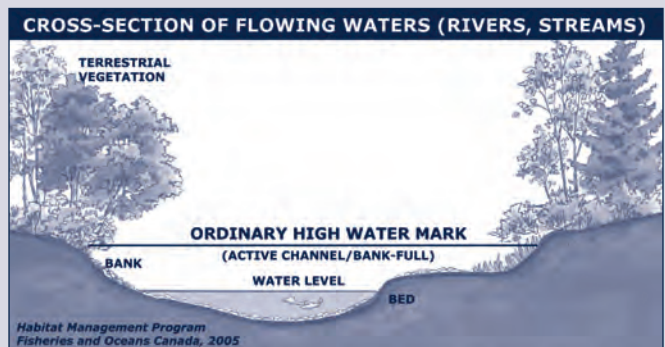 CROSS-SECTION OF FLOWING WATERS (RIVERS, STREAMS)
TERRESTRIAL
VEGETATION
ORDINARY HIGH WATER MARK
(ACTIVE CHANNEL/BANK-FULL)
BANK
WATER LEVEL
BED
Habitat Management Program
Fisheries and Oceans Canada, 2005